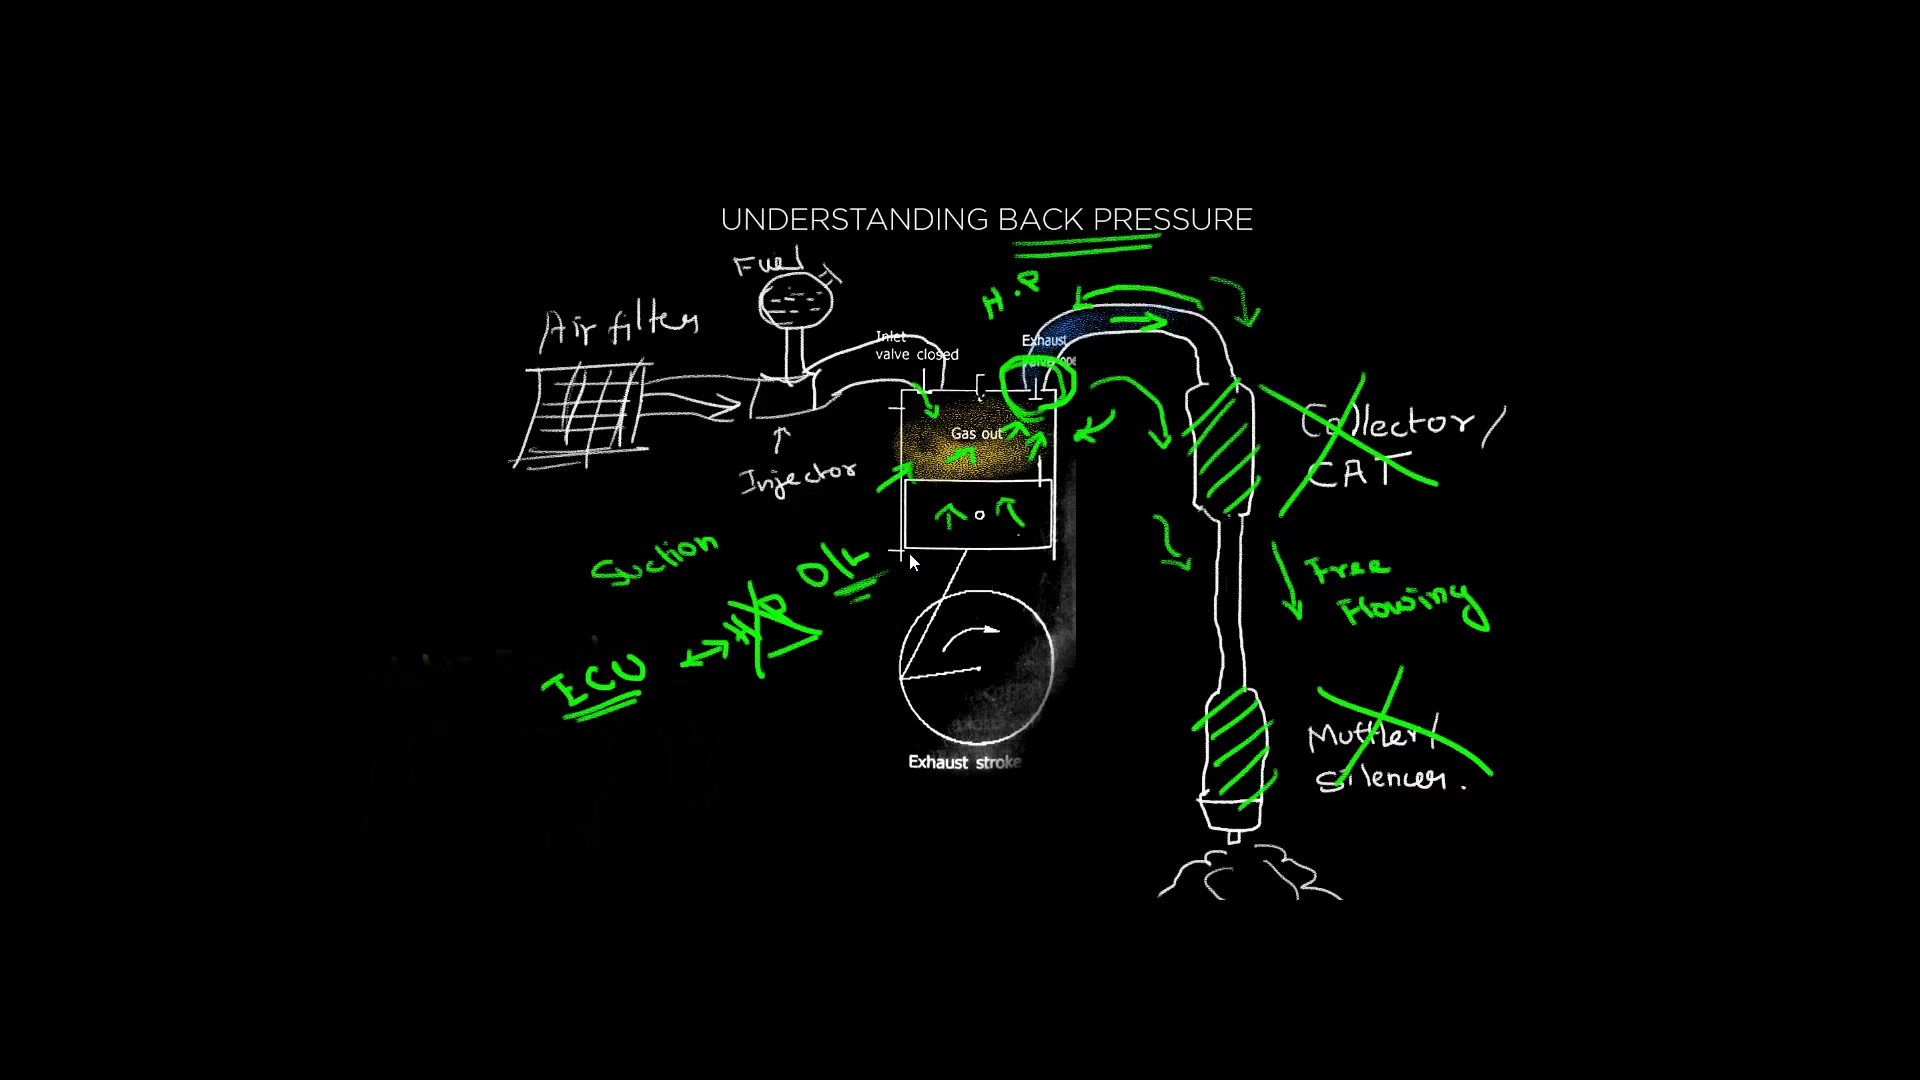 UNDERSTANDING BACK PRESSURE
Fuel
H.P
Air filter
Inlet
valve closed
Exhaust
Gas out
Collector/
CAT
Injector
Suction
O/L
Free
Flowing
ECU
Muffler/
Silencer.
Exhaust stroke